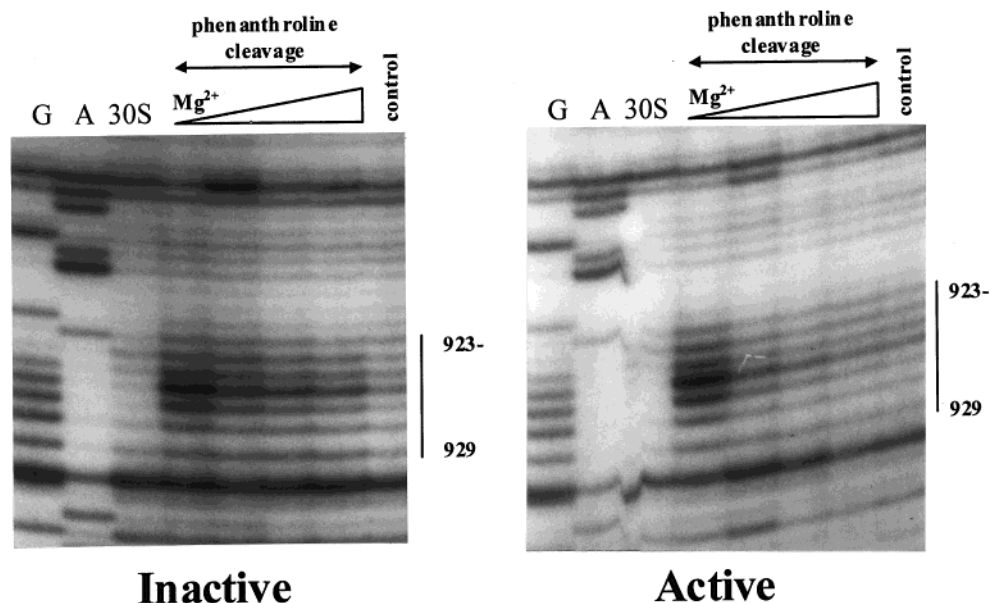 phenanthroline
cleavage
G A 30S Mg2+ control
923-
929
Inactive
phenanthroline
cleavage
G A 30S Mg2+ control
923-
929
Active